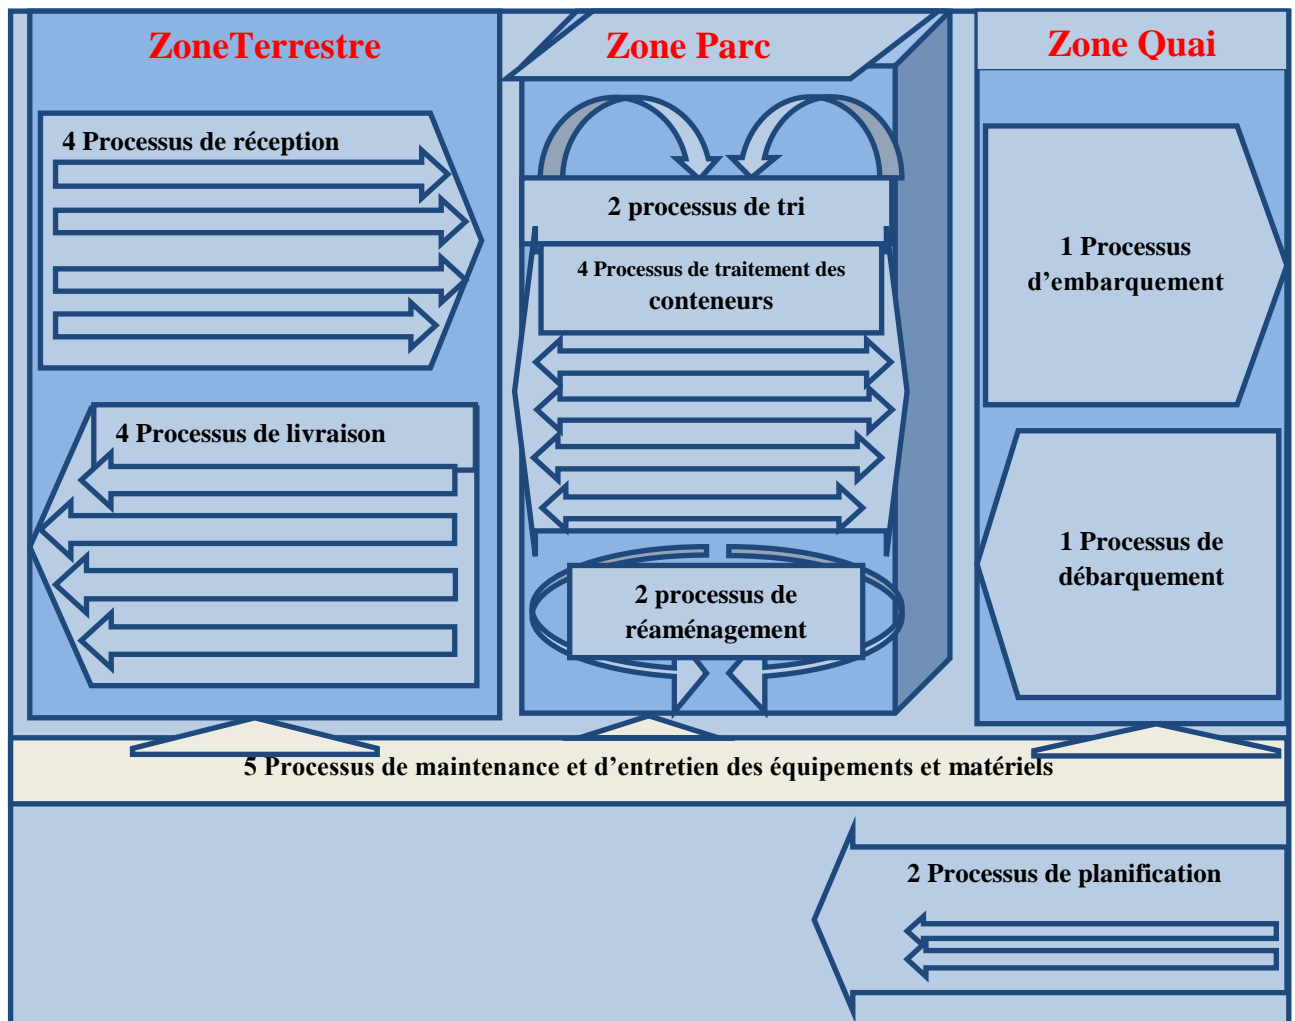 ZoneTerrestre
Zone Parc
Zone Quai
4 Processus de réception
4 Processus de livraison
2 processus de tri
4 Processus de traitement des
conteneurs
2 processus de
réaménagement
1 Processus
d’embarquement
1 Processus de
débarquement
5 Processus de maintenance et d’entretien des équipements et matériels
2 Processus de planification